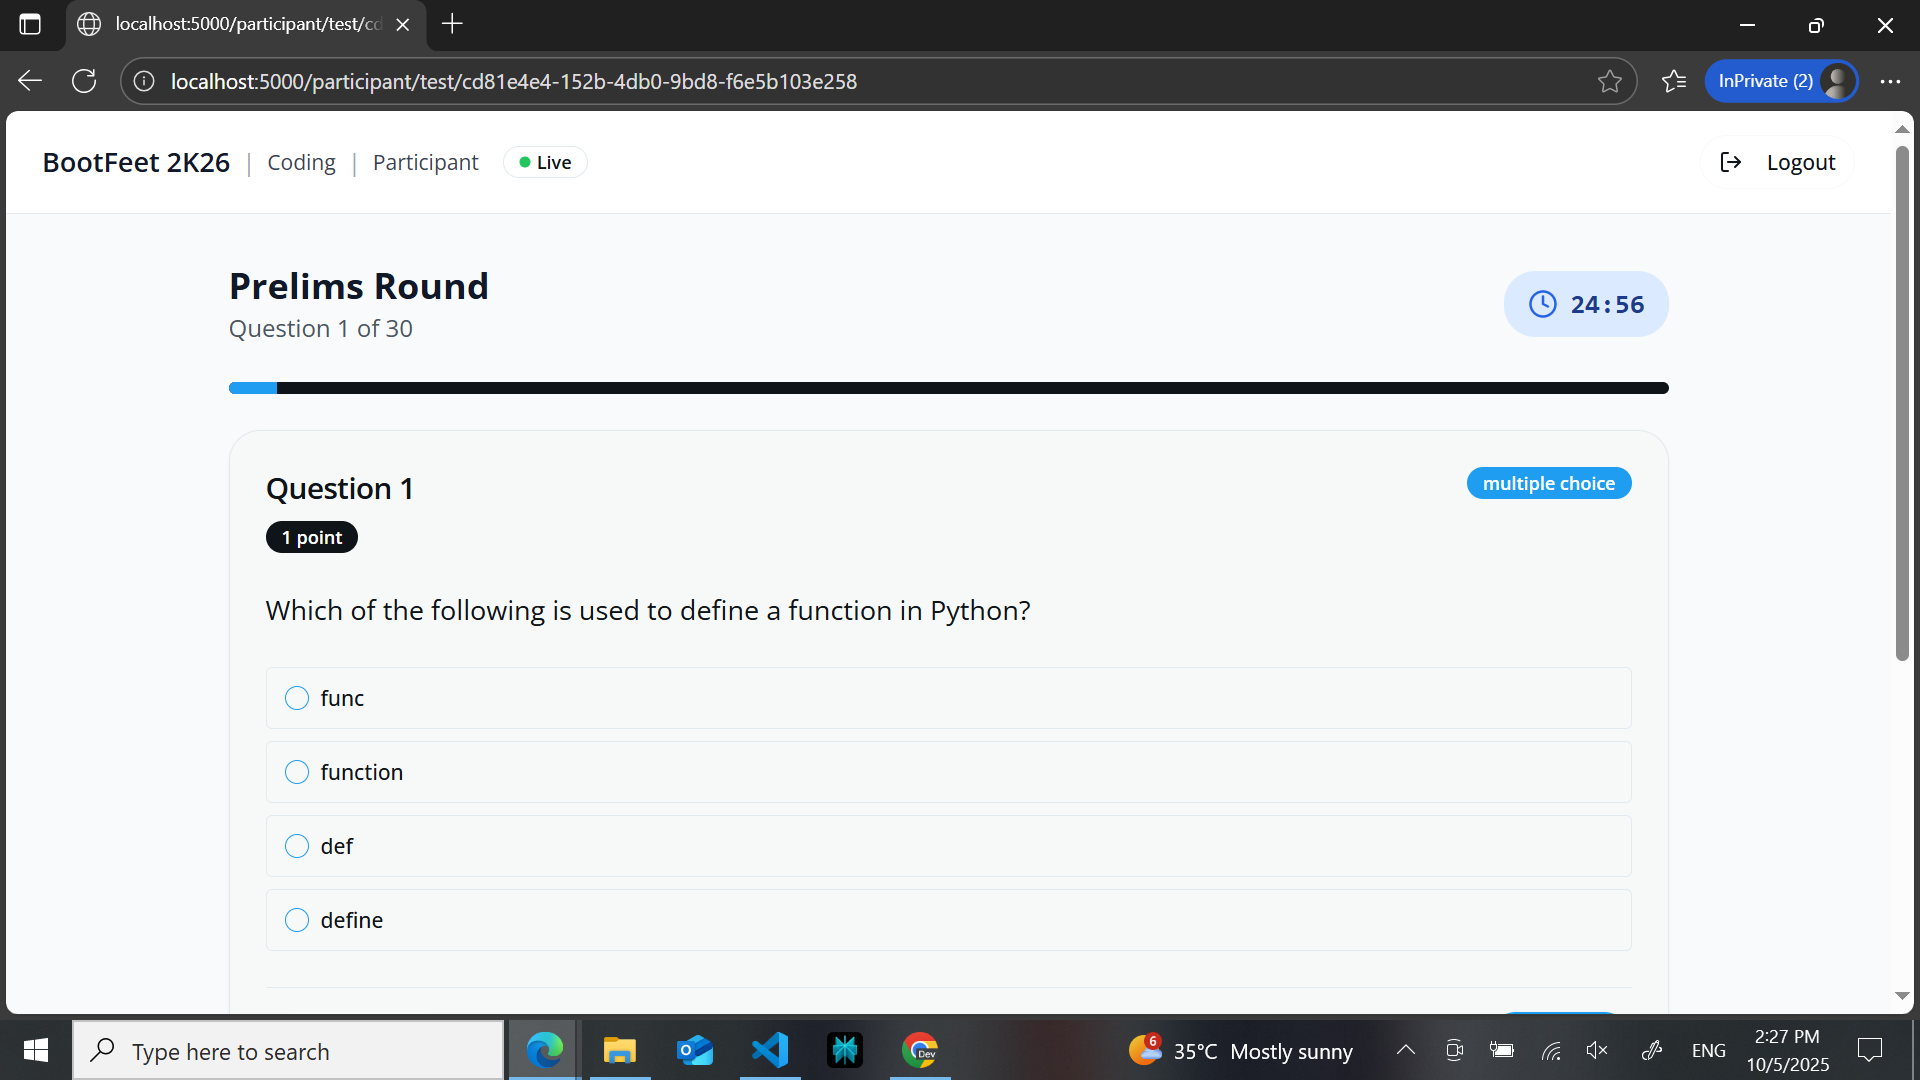 localhost:5000/participant/test/cd
localhost:5000/participant/test/cd81e4e4-152b-4db0-9bd8-f6e5b103e258
InPrivate (2)
BootFeet 2K26 | Coding | Participant
Live
Logout
Prelims Round
Question 1 of 30
24:56
Question 1
multiple choice
1 point
Which of the following is used to define a function in Python?
func
function
def
define
Type here to search
Dev
6
35°C Mostly sunny
ENG
2:27 PM
10/5/2025